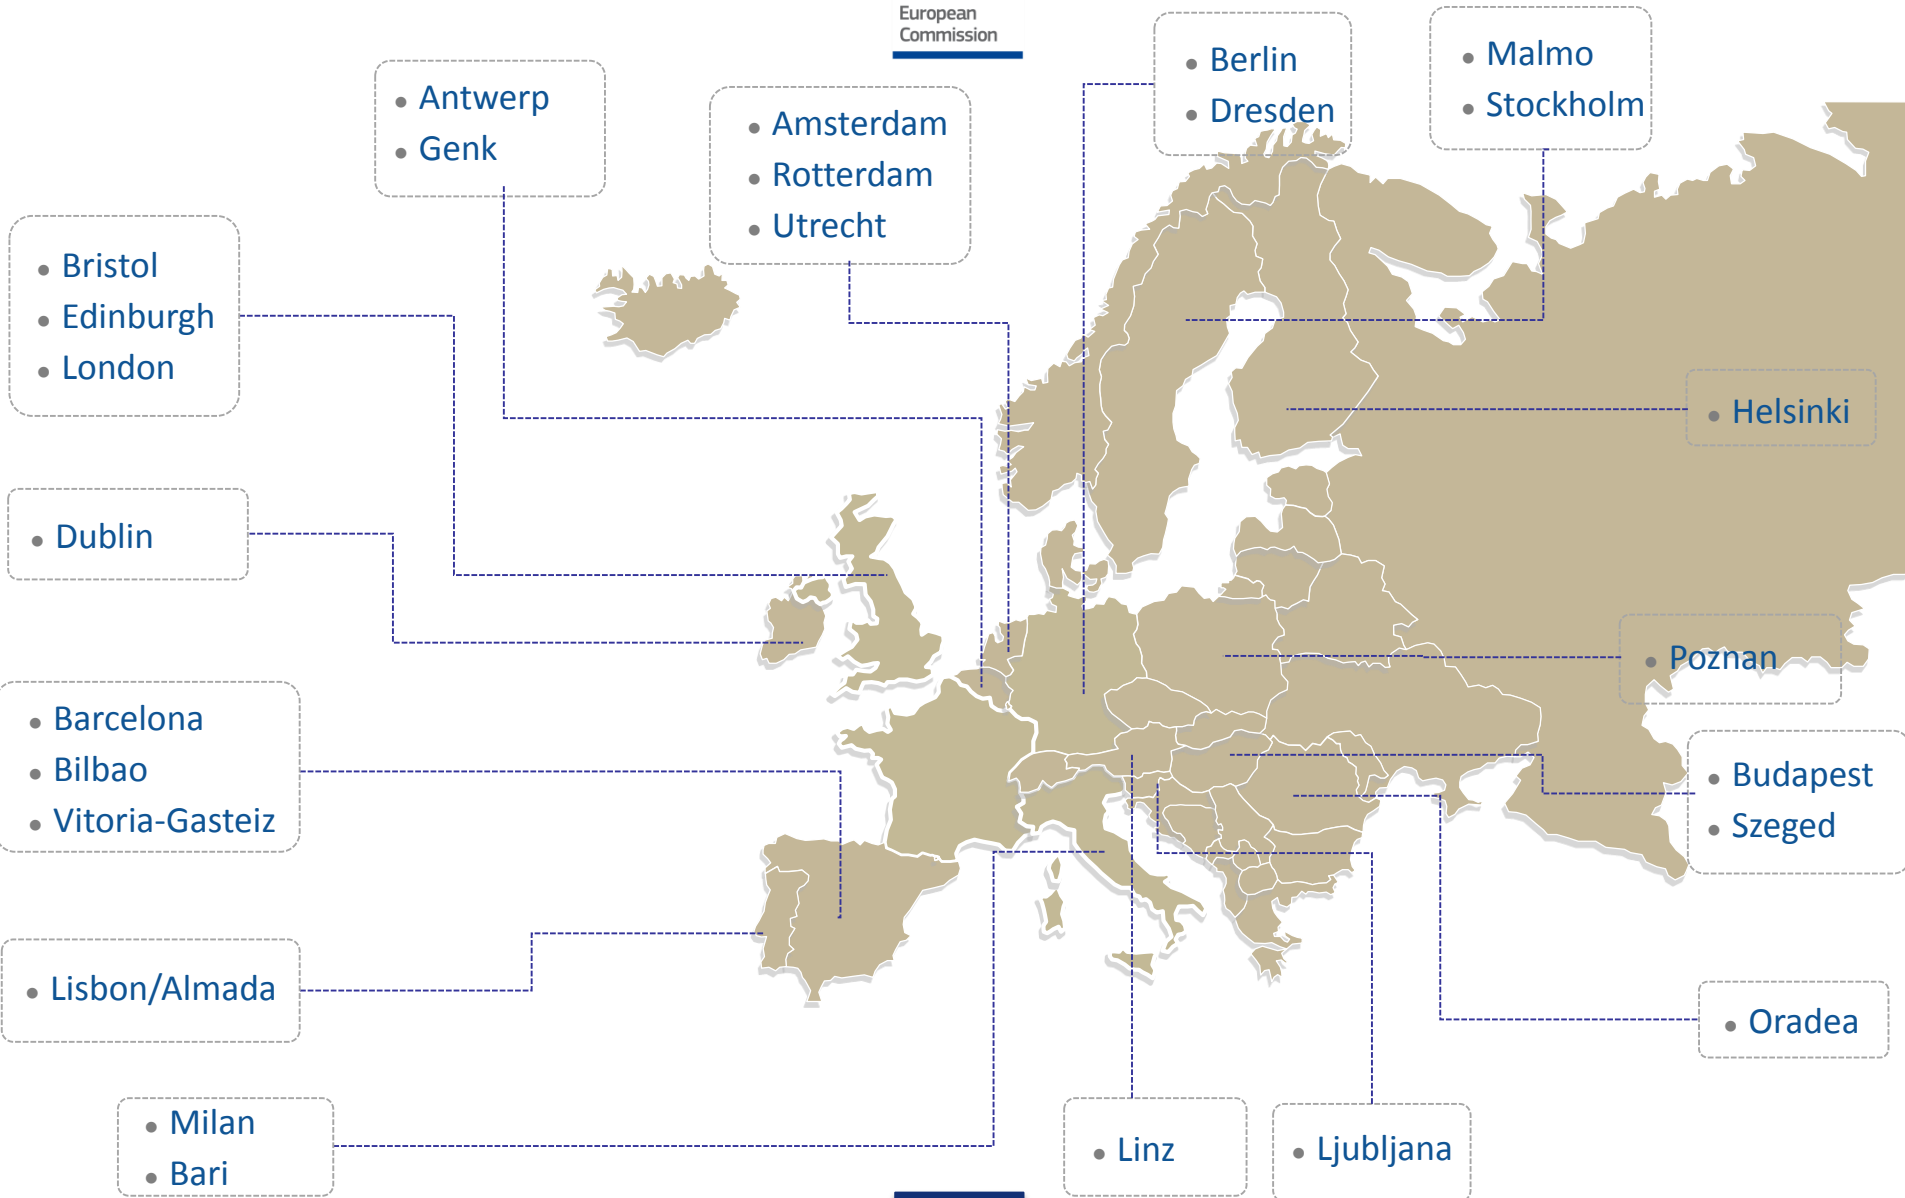 European
Commission
Berlin
Dresden
Malmo
Stockholm
Antwerp
Genk
Amsterdam
Rotterdam
Utrecht
Bristol
Edinburgh
London
Helsinki
Dublin
Poznan
Barcelona
Bilbao
Vitoria-Gasteiz
Budapest
Szeged
Lisbon/Almada
Oradea
Milan
Bari
Linz
Ljubljana